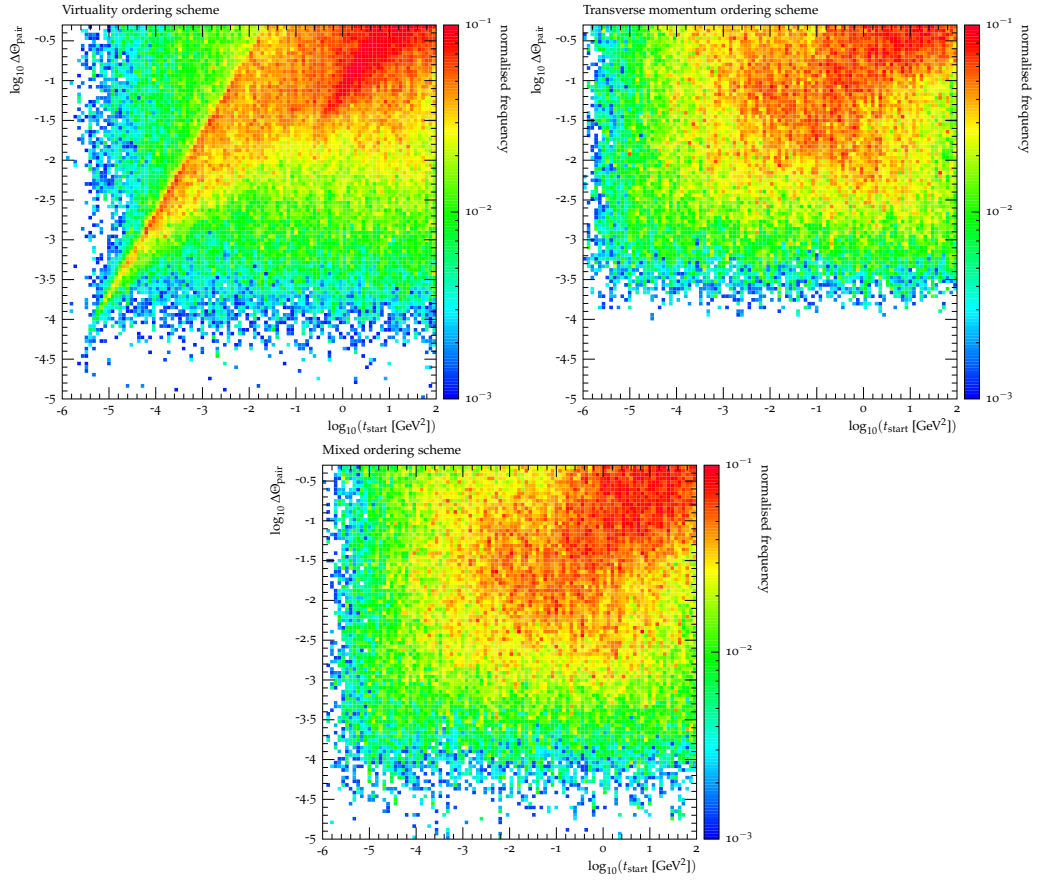 Virtuality ordering scheme
log₁₀ ΔΘpair
-0.5
-1
-1.5
-2
-2.5
-3
-3.5
-4
-4.5
-5
-6 -5 -4 -3 -2 -1 0 1 2
log₁₀(tstart [GeV²])
10⁻¹
10⁻²
10⁻³
normalised frequency
Transverse momentum ordering scheme
log₁₀ ΔΘpair
-0.5
-1
-1.5
-2
-2.5
-3
-3.5
-4
-4.5
-5
-6 -5 -4 -3 -2 -1 0 1 2
log₁₀(tstart [GeV²])
10⁻¹
10⁻²
10⁻³
normalised frequency
Mixed ordering scheme
log₁₀ ΔΘpair
-0.5
-1
-1.5
-2
-2.5
-3
-3.5
-4
-4.5
-5
-6 -5 -4 -3 -2 -1 0 1 2
log₁₀(tstart [GeV²])
10⁻¹
10⁻²
10⁻³
normalised frequency